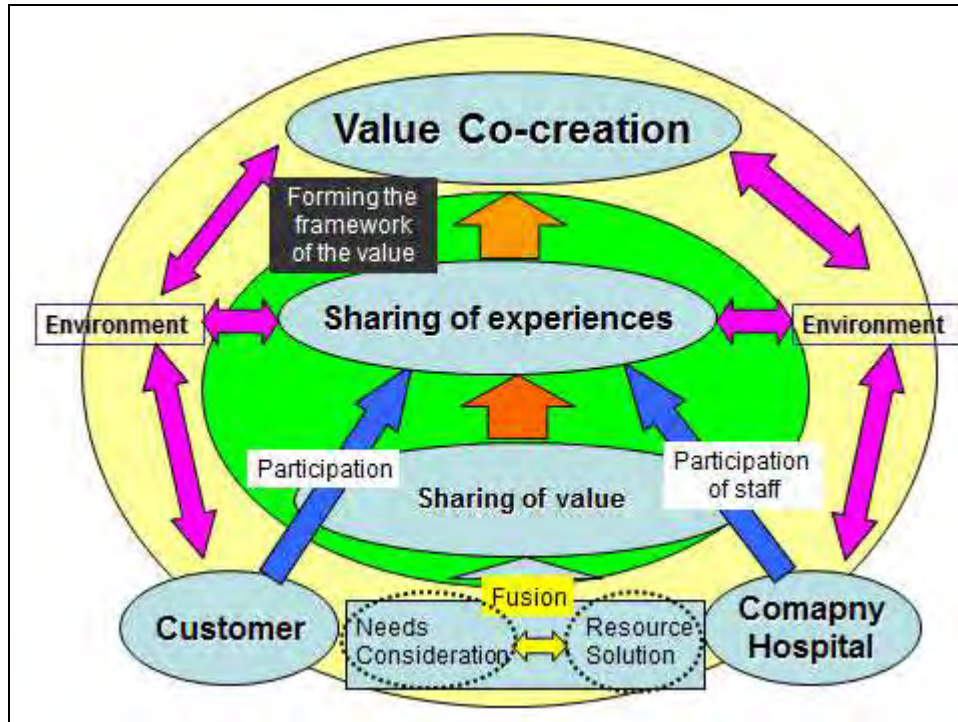 Value Co-creation
Forming the
framework
of the value
Environment
Sharing of experiences
Environment
Participation
Participation
of staff
Sharing of value
Fusion
Customer
Needs
Consideration
Resource
Solution
Comapny
Hospital